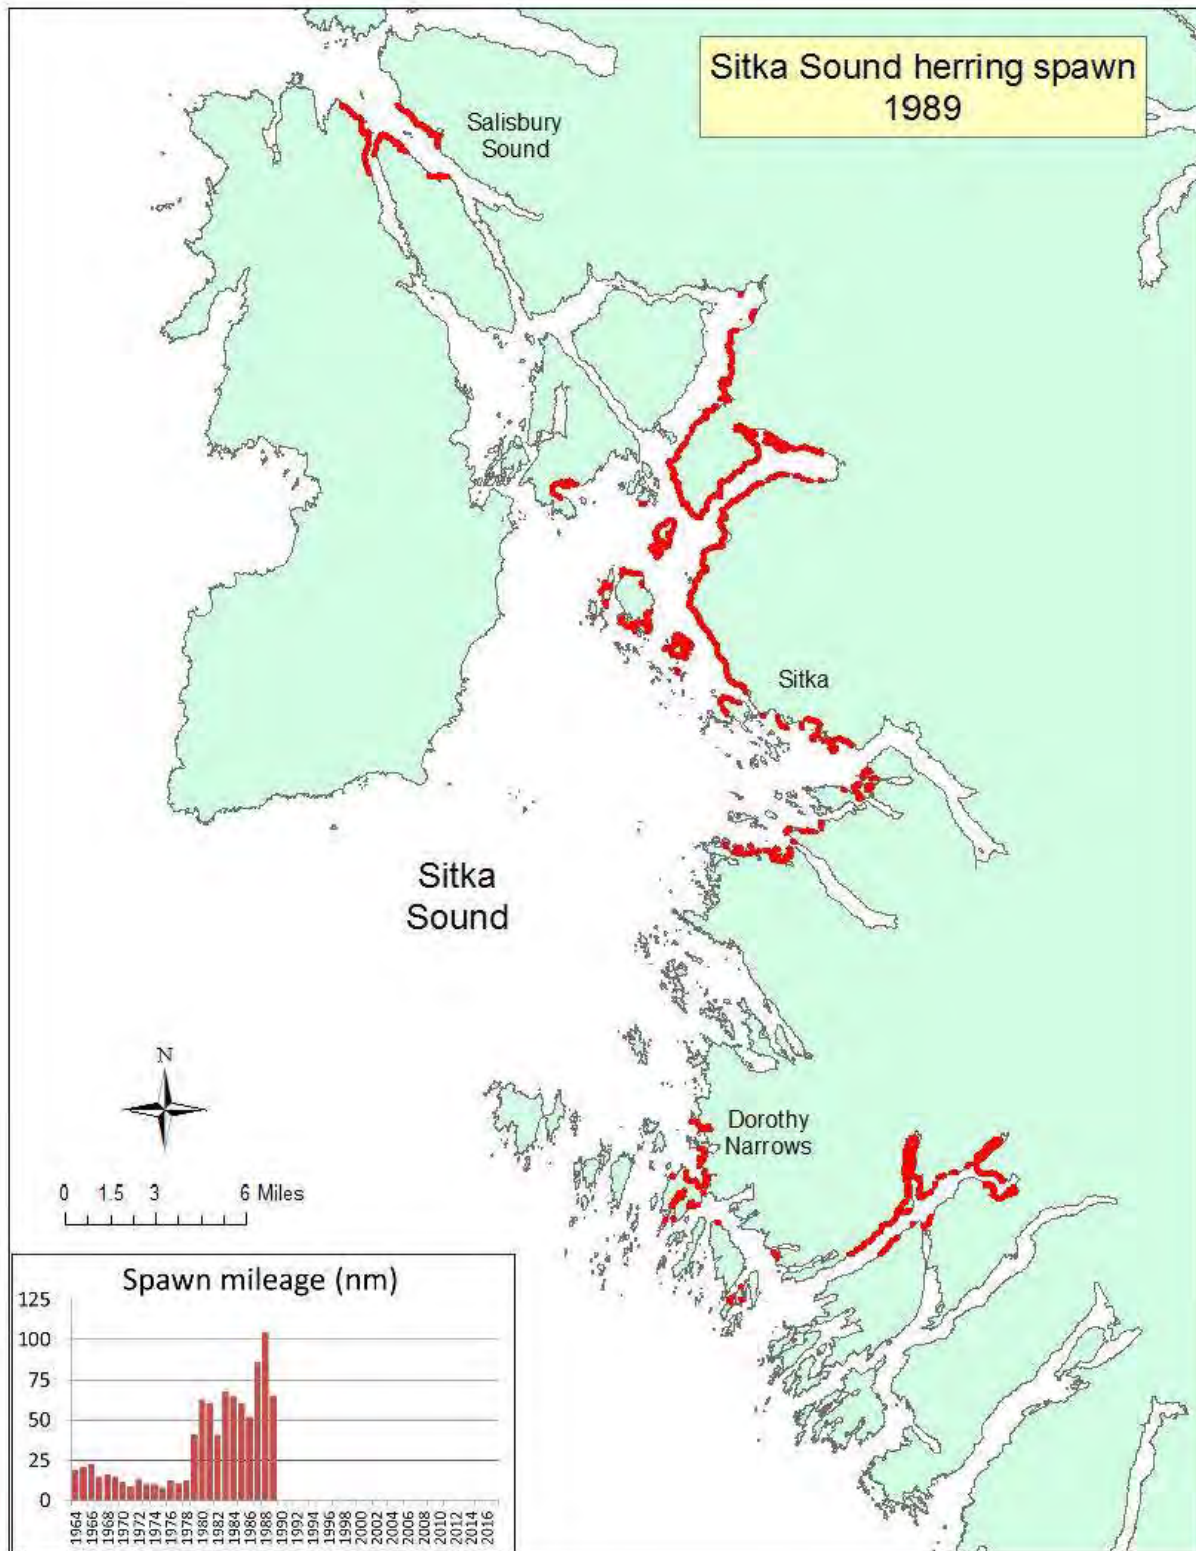 Sitka Sound herring spawn
1989
Salisbury
Sound
Sitka
Sitka
Sound
Dorothy
Narrows
N
0 1.5 3 6 Miles
Spawn mileage (nm)
125
100
75
50
25
0
1964 1966 1968 1970 1972 1974 1976 1978 1980 1982 1984 1986 1988 1990 1992 1994 1996 1998 2000 2002 2004 2006 2008 2010 2012 2014 2016